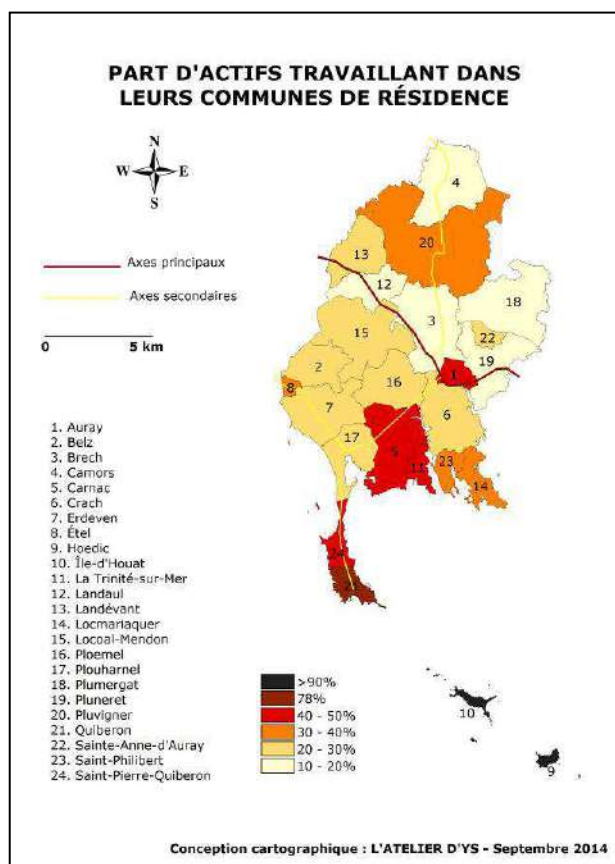 PART D'ACTIFS TRAVAILLANT DANS
LEURS COMMUNES DE RÉSIDENCE
N
W E
S
4
20
13
12
18
3
15
22
19
1
2
16
8
7
6
17
5
11
23
14
24
21
10
9
Axes principaux
Axes secondaires
0 5 km
1. Auray
2. Belz
3. Brech
4. Camors
5. Carnac
6. Crach
7. Erdeven
8. Étel
9. Hoedic
10. Île-d'Houat
11. La Trinité-sur-Mer
12. Landaul
13. Landévant
14. Locmariaquer
15. Locoal-Mendon
16. Ploemel
17. Plouharnel
18. Plumergat
19. Pluneret
20. Pluvigner
21. Quiberon
22. Sainte-Anne-d'Auray
23. Saint-Philibert
24. Saint-Pierre-Quiberon
>90%
78%
40 - 50%
30 - 40%
20 - 30%
10 - 20%
Conception cartographique : L'ATELIER D'YS - Septembre 2014